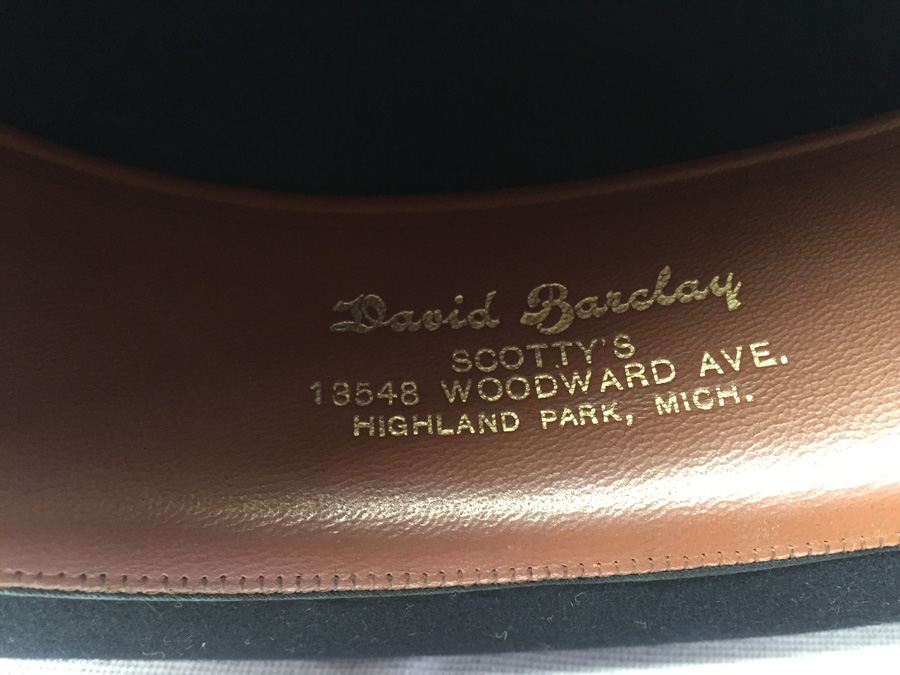 David Barclay
SCOTTY'S
13548 WOODWARD AVE.
HIGHLAND PARK, MICH.